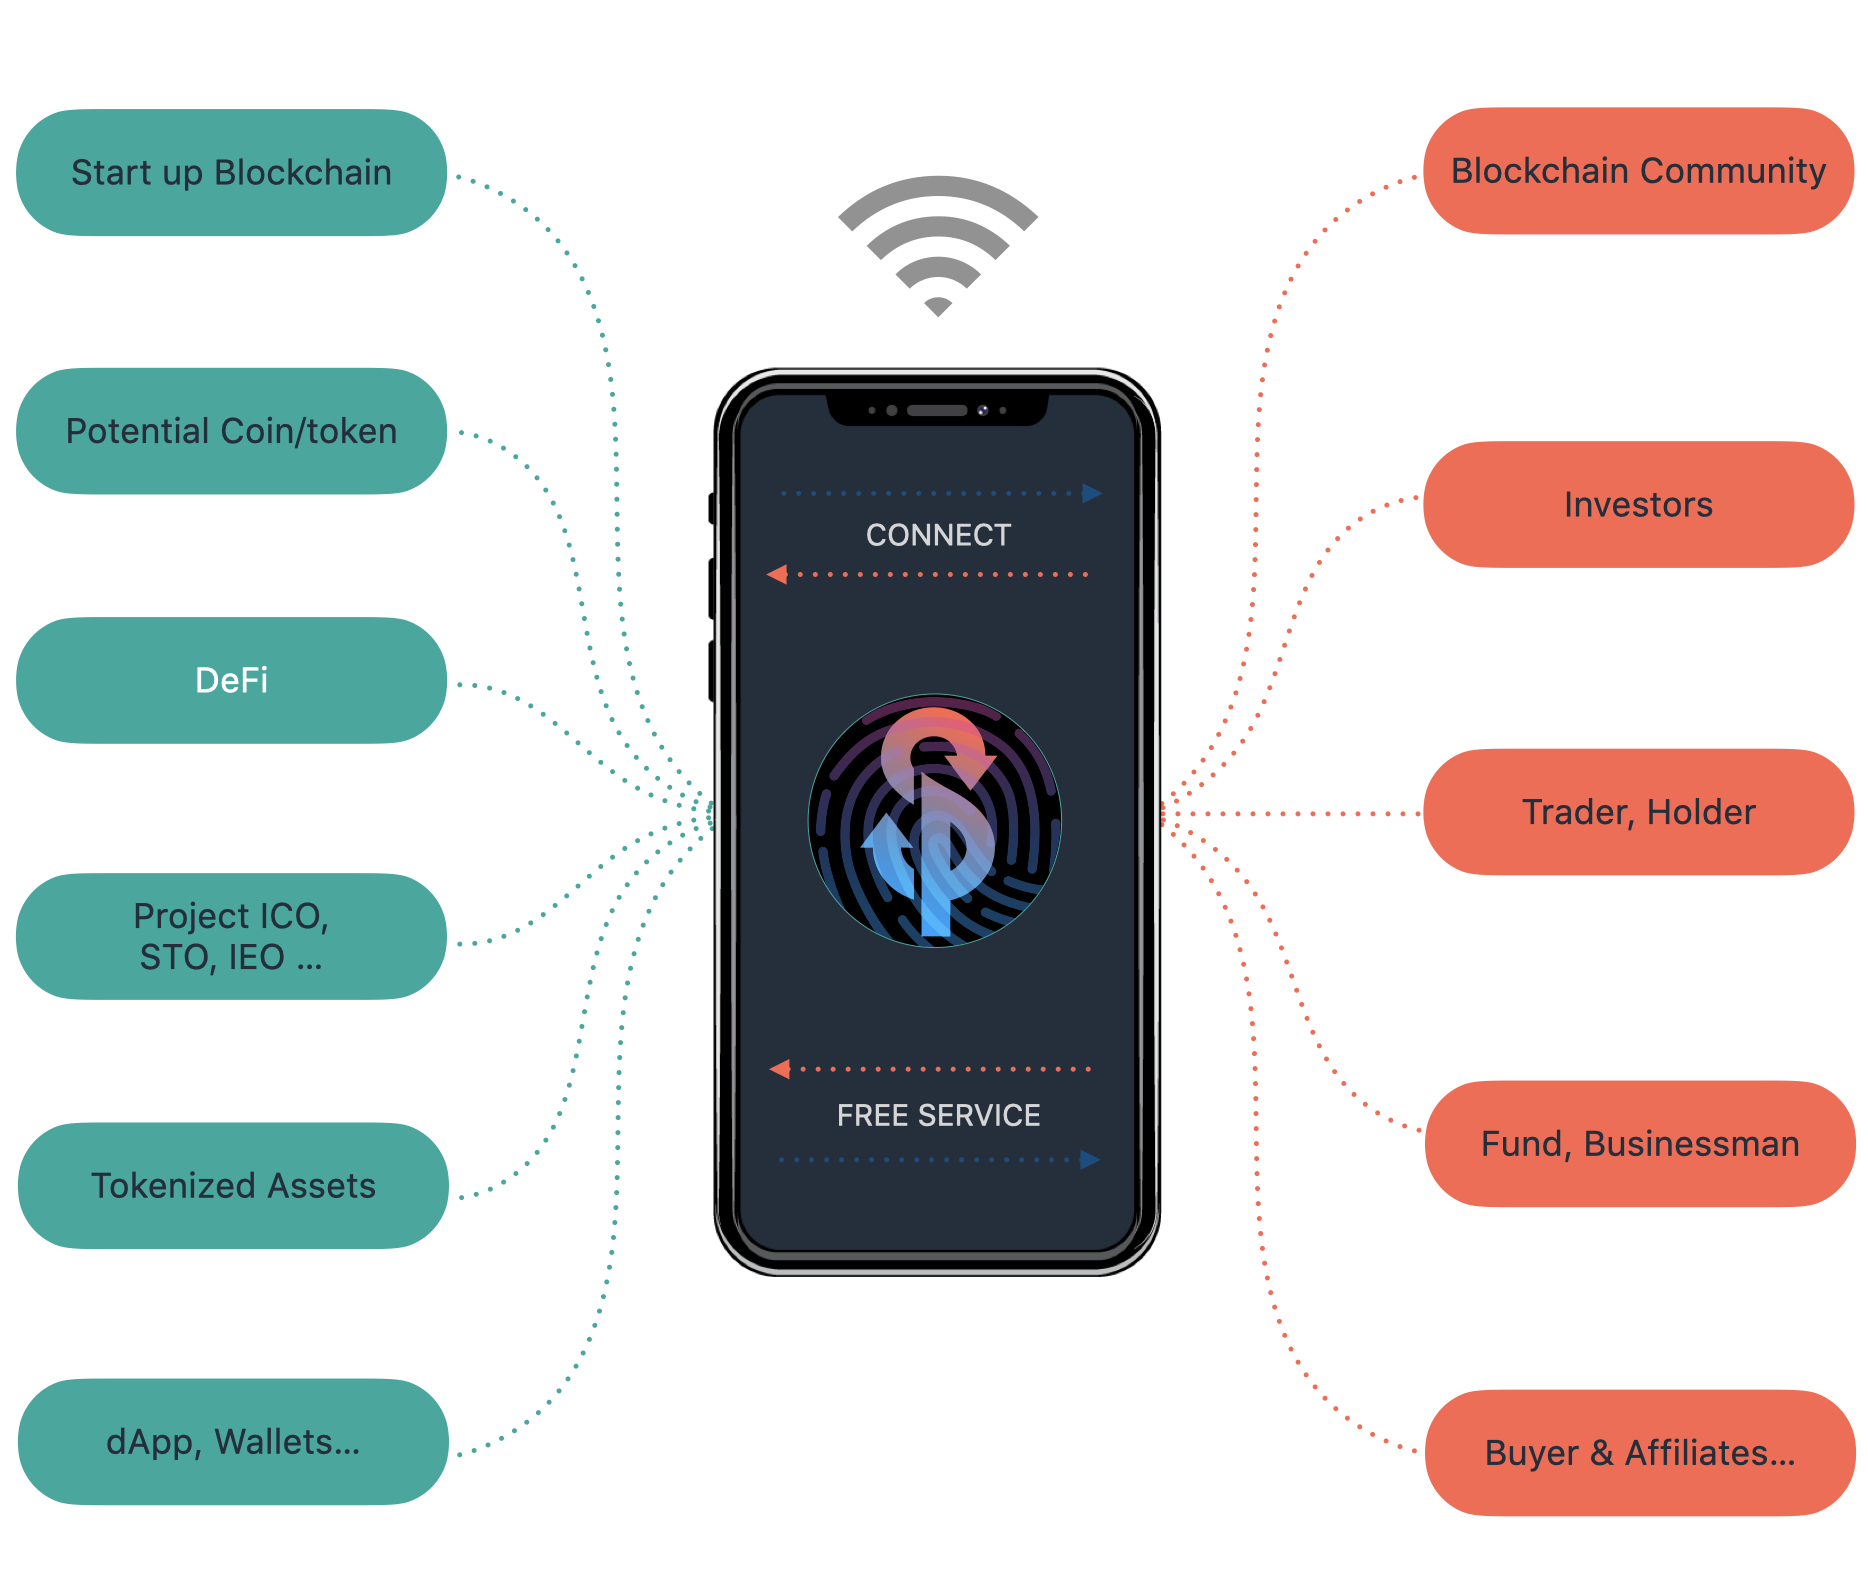 Start up Blockchain
Potential Coin/token
DeFi
Project ICO,
STO, IEO ...
Tokenized Assets
dApp, Wallets...
CONNECT
FREE SERVICE
Blockchain Community
Investors
Trader, Holder
Fund, Businessman
Buyer & Affiliates...